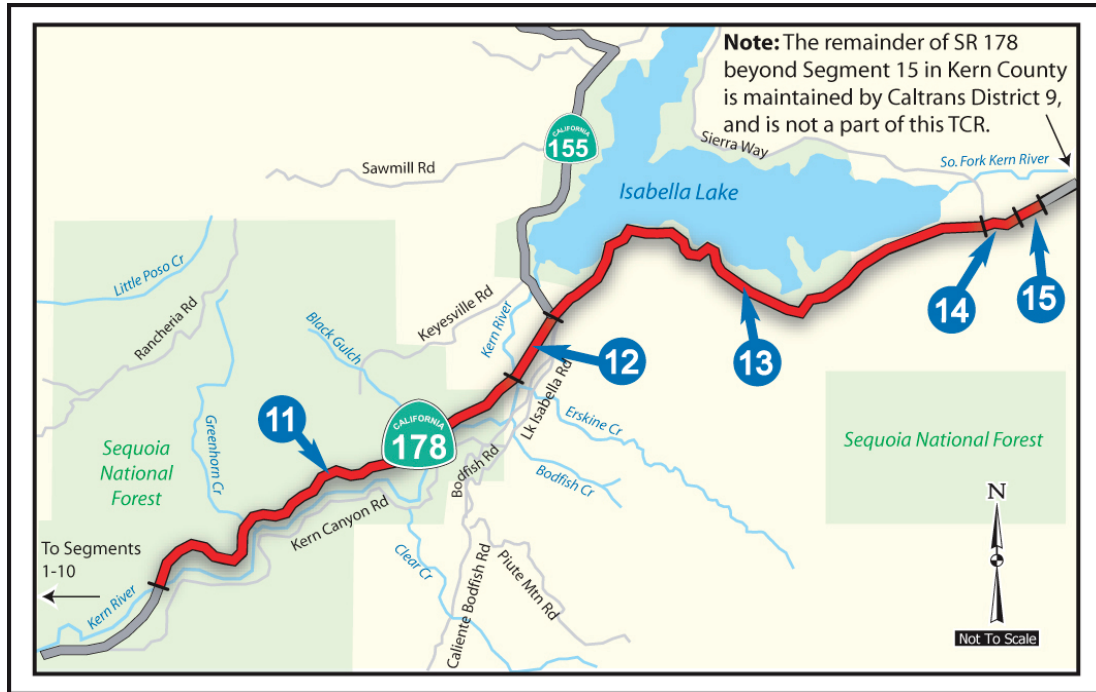 Note: The remainder of SR 178
beyond Segment 15 in Kern County
is maintained by Caltrans District 9,
and is not a part of this TCR.
CALIFORNIA
155
Sawmill Rd
Sierra Way
So. Fork Kern River
Isabella Lake
Little Poso Cr
Rancheria Rd
Keyesville Rd
Kern River
Black Gulch
12
13
14
15
11
CALIFORNIA
178
Lk Isabella Rd
Erskine Cr
Sequoia National Forest
Greenhorn Cr
Sequoia
National
Forest
Bodfish Rd
Bodfish Cr
Kern Canyon Rd
Clear Cr
To Segments
1-10
Kern River
Caliente Bodfish Rd
Piute Mtn Rd
N
Not To Scale